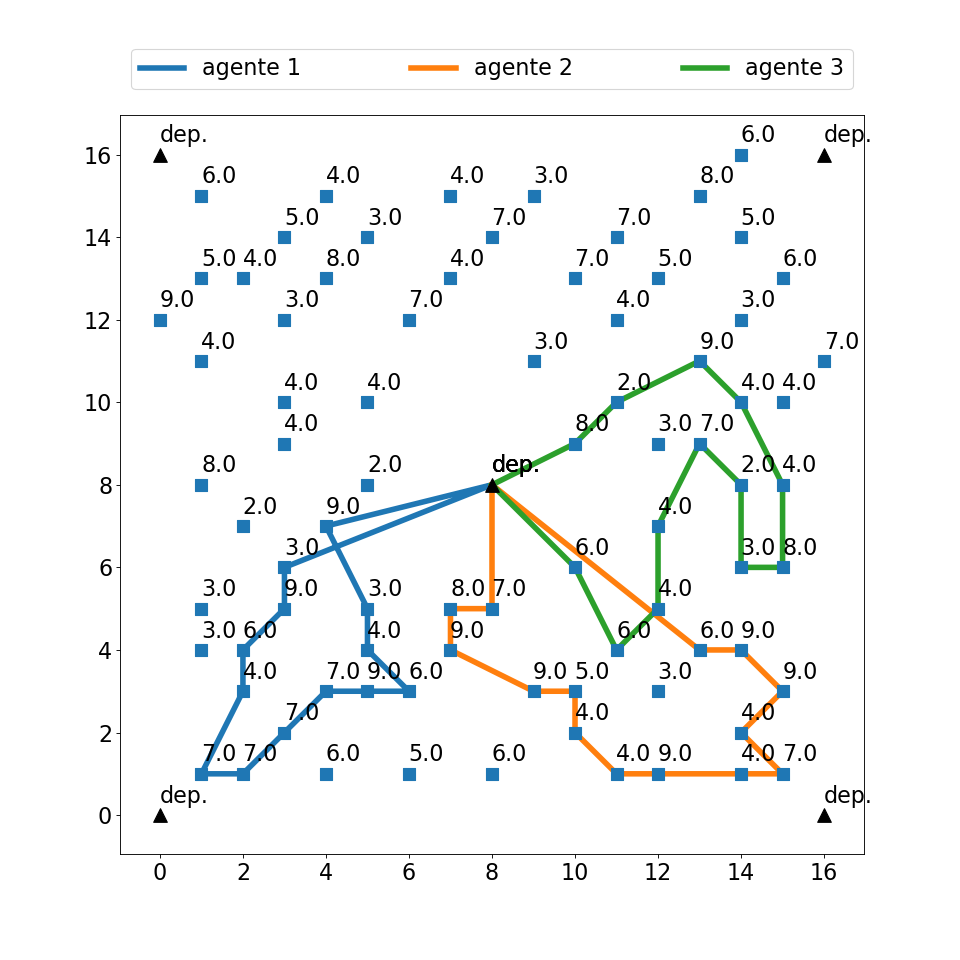 agente 1 agente 2 agente 3
dep. 6.0 dep.
16
6.0 4.0 4.0 3.0 8.0
5.0 3.0 7.0 7.0 5.0
14
5.0 4.0 8.0 4.0 7.0 5.0 6.0
9.0 3.0 7.0 4.0 3.0
12
4.0 3.0 9.0 7.0
4.0 4.0 2.0 4.0 4.0
10
4.0 8.0 3.0 7.0
8.0 2.0 dep. 2.0 4.0
8
2.0 9.0 4.0
3.0 6.0 3.0 8.0
6
3.0 9.0 3.0 8.0 7.0 4.0
3.0 6.0 4.0 9.0 6.0 6.0 9.0
4
4.0 7.0 9.0 6.0 9.0 5.0 3.0 9.0
7.0 4.0 4.0
2
7.0 7.0 6.0 5.0 6.0 4.0 9.0 4.0 7.0
dep. dep.
0
0 2 4 6 8 10 12 14 16